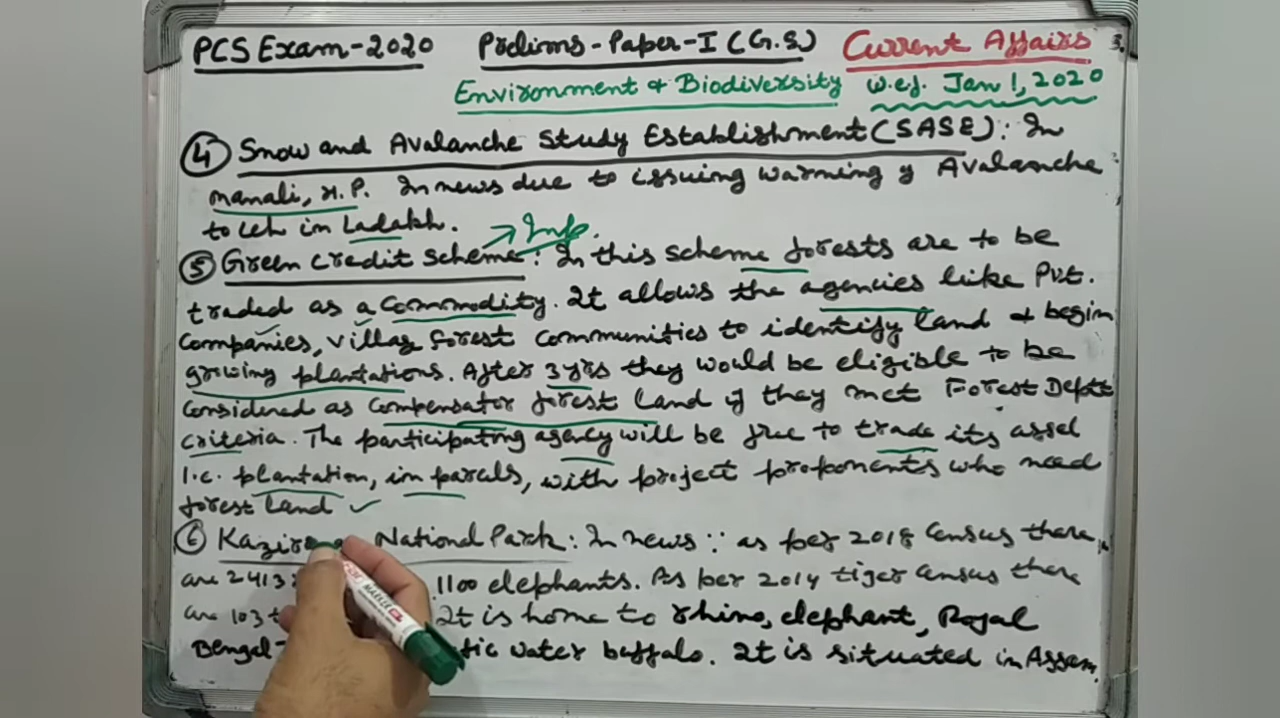 PCS Exam-2020 Prelims-Paper-I (G.S) Current Affairs
Environment & Biodiversity w.e.f. Jan 1, 2020
④ Snow and Avalanche Study Establishment (SASE): In
manali, H.P. In news due to issuing warning of Avalanche
to Leh in Ladakh.
→ Imp.
⑤ Green Credit Scheme: In this scheme forests are to be
traded as a commodity. It allows the agencies like Pvt.
companies, village forest communities to identify land & begin
growing plantations. After 3 yrs they would be eligible to be
considered as compensator forest land if they met Forest Deptt
criteria. The participating agency will be free to trade its asset
i.e. plantation, in parcels, with project proponents who need
forest land
⑥ National Park: In news ∵ as per 2018 Census there
are 2413 1100 elephants. As per 2014 tiger census there
are 103 It is home to rhino, elephant, Royal
Bengal water buffalo. It is situated in Assam.